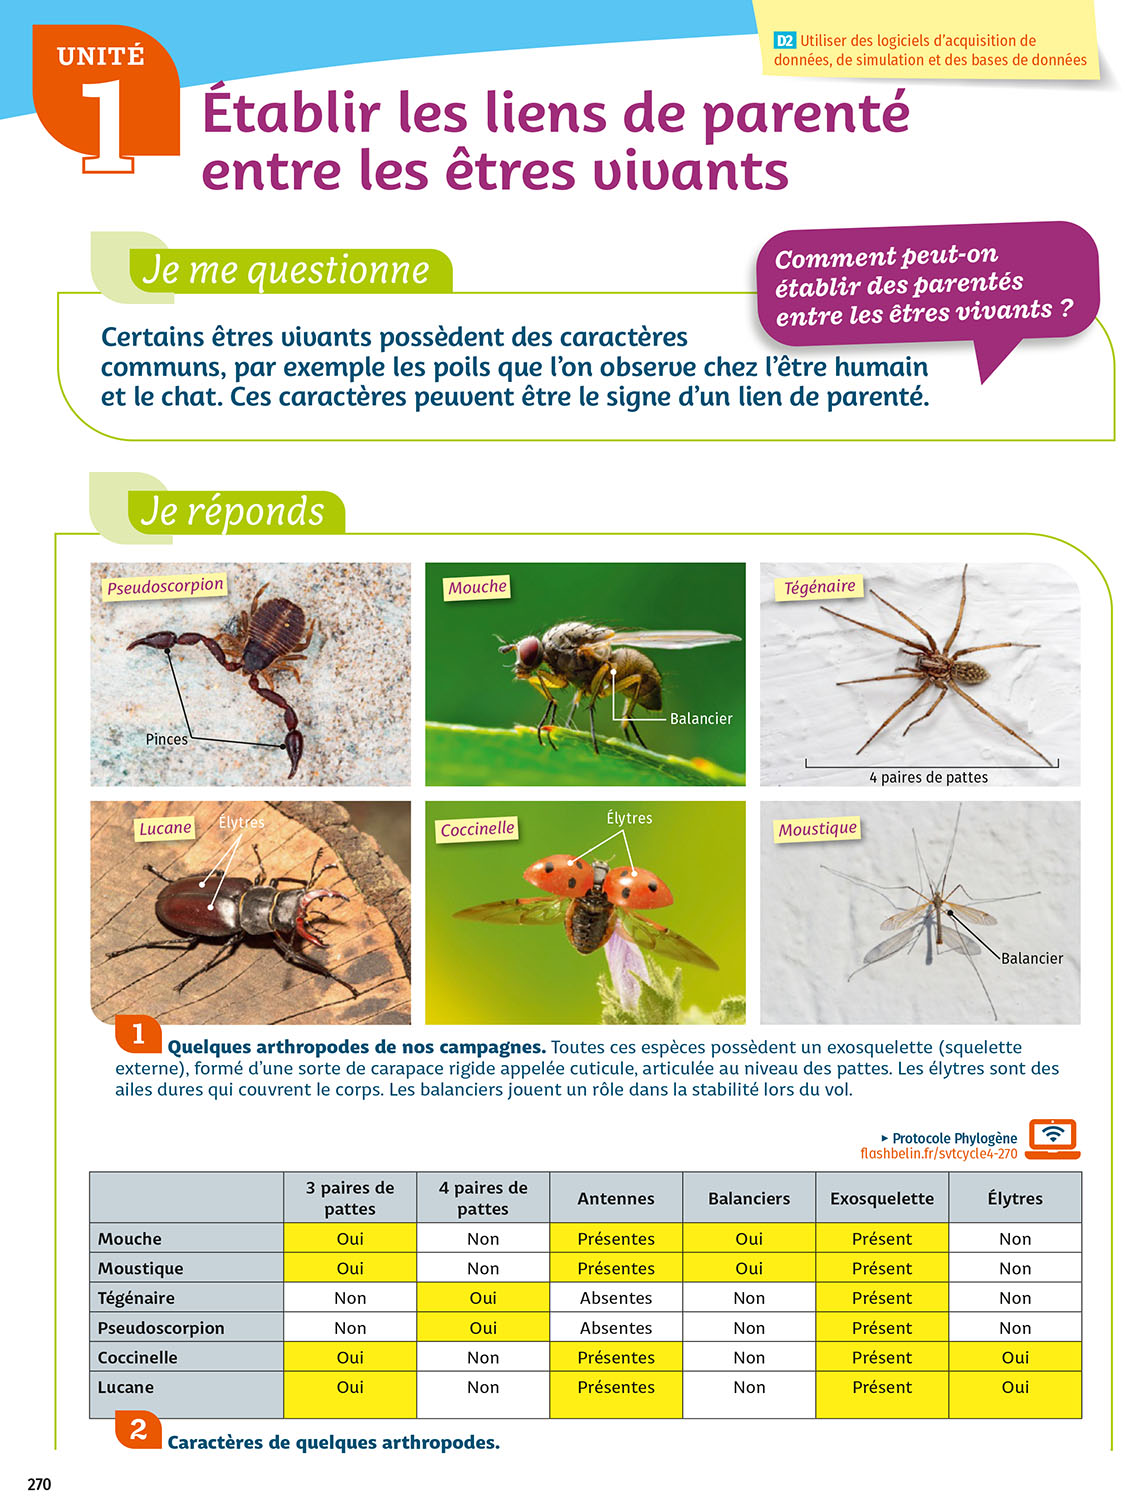 UNITÉ
1
D2 Utiliser des logiciels d'acquisition de
données, de simulation et des bases de données
Établir les liens de parenté
entre les êtres vivants
Je me questionne
Comment peut-on
établir des parentés
entre les êtres vivants ?
Certains êtres vivants possèdent des caractères
communs, par exemple les poils que l'on observe chez l'être humain
et le chat. Ces caractères peuvent être le signe d'un lien de parenté.
Je réponds
Pseudoscorpion
Pinces
Mouche
Balancier
Tégénaire
4 paires de pattes
Lucane
Élytres
Coccinelle
Élytres
Moustique
Balancier
1 Quelques arthropodes de nos campagnes. Toutes ces espèces possèdent un exosquelette (squelette
externe), formé d'une sorte de carapace rigide appelée cuticule, articulée au niveau des pattes. Les élytres sont des
ailes dures qui couvrent le corps. Les balanciers jouent un rôle dans la stabilité lors du vol.
▸ Protocole Phylogène
flashbelin.fr/svtcycle4-270
3 paires de pattes 4 paires de pattes Antennes Balanciers Exosquelette Élytres
Mouche Oui Non Présentes Oui Présent Non
Moustique Oui Non Présentes Oui Présent Non
Tégénaire Non Oui Absentes Non Présent Non
Pseudoscorpion Non Oui Absentes Non Présent Non
Coccinelle Oui Non Présentes Non Présent Oui
Lucane Oui Non Présentes Non Présent Oui
2 Caractères de quelques arthropodes.
270